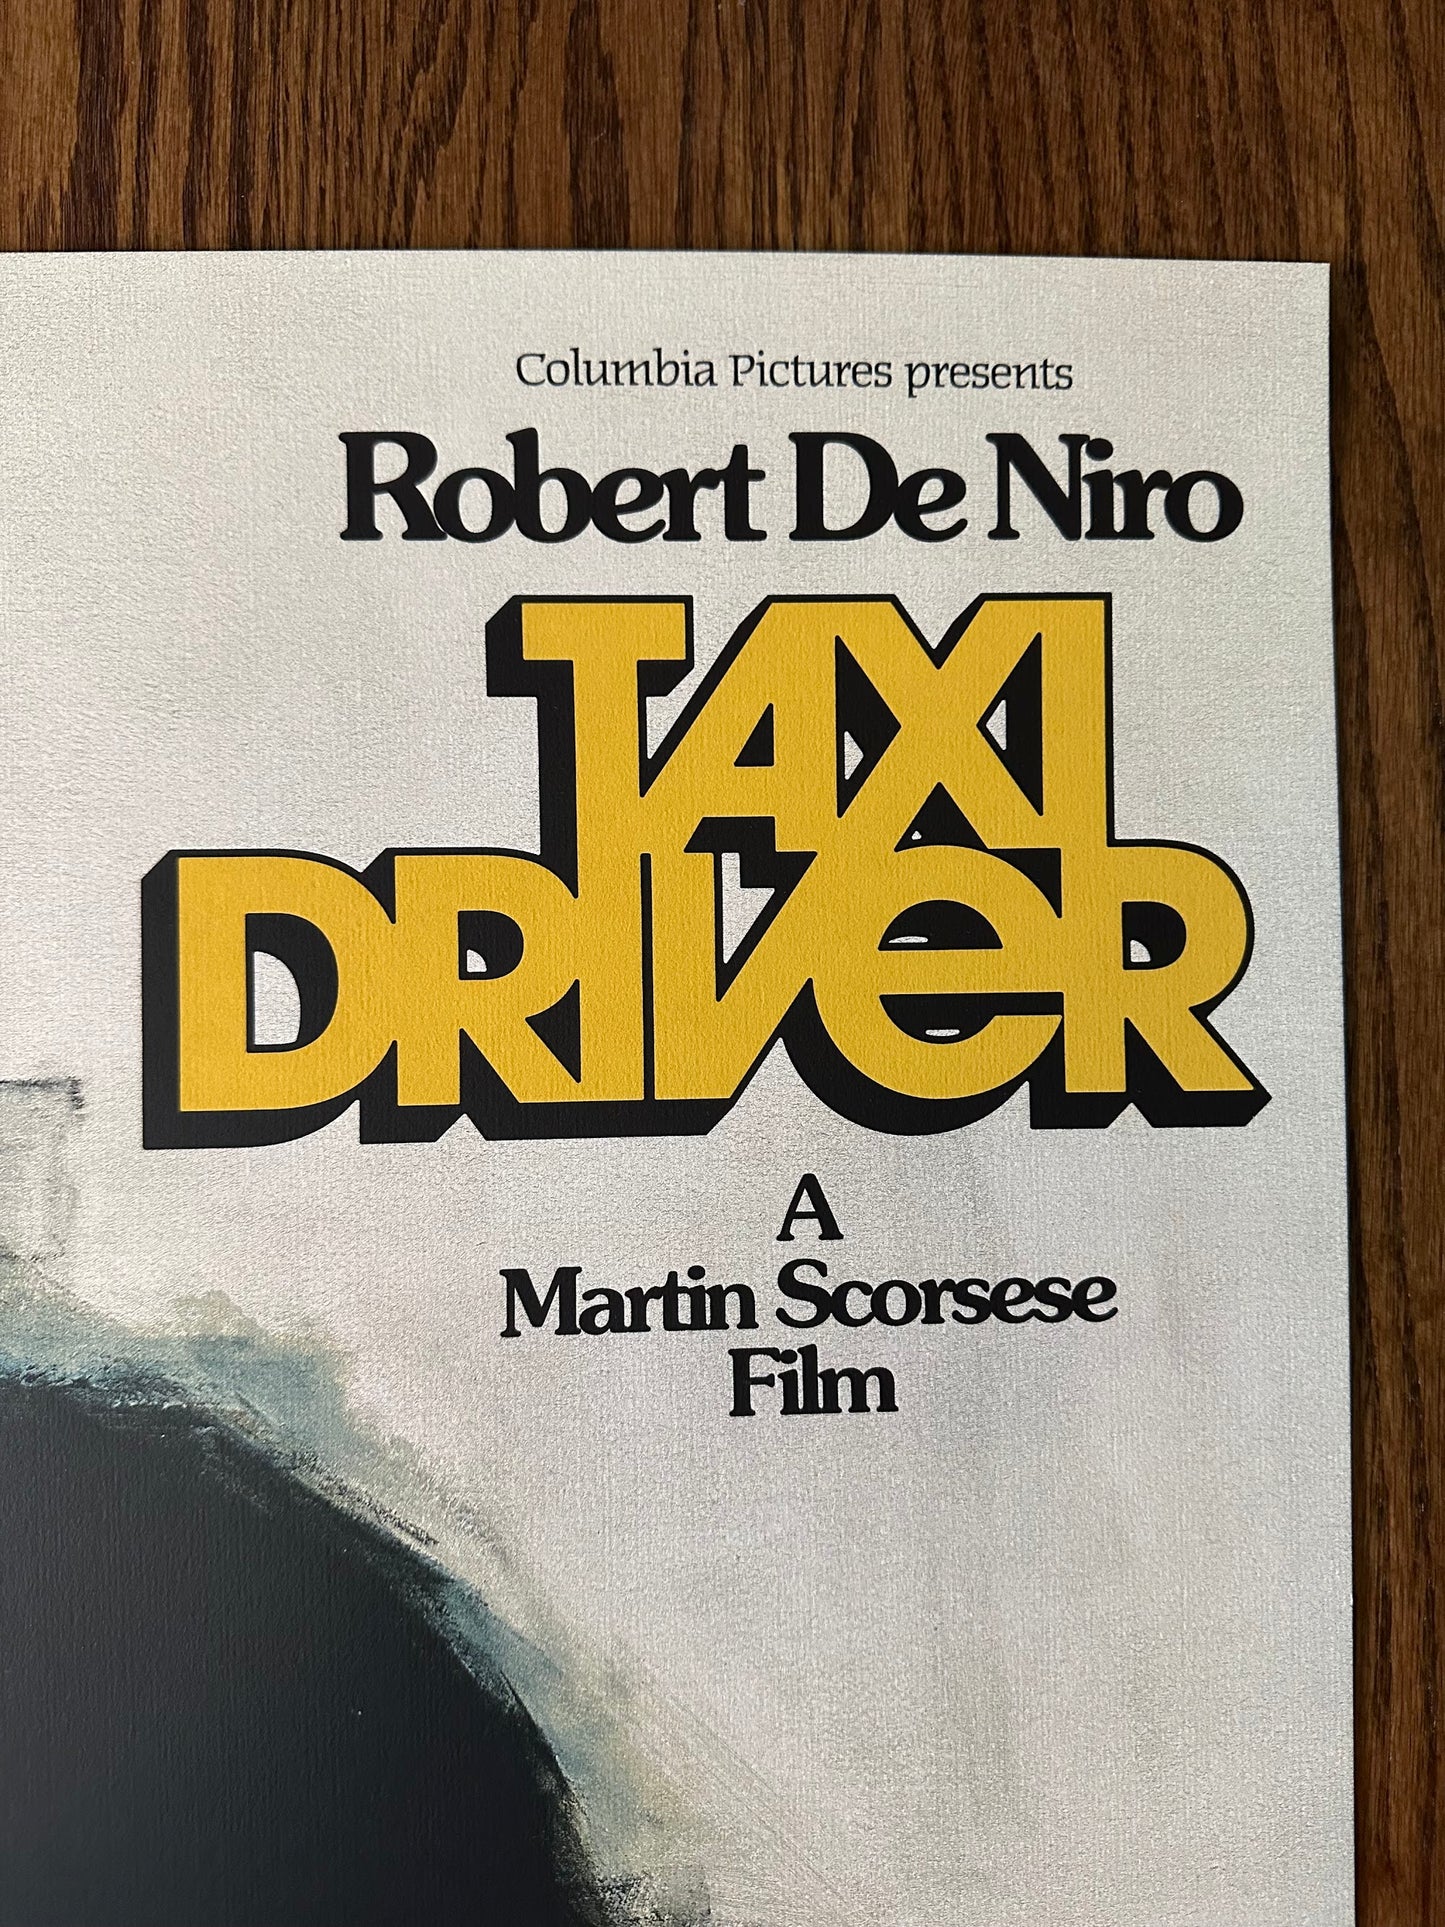 Columbia Pictures presents
Robert De Niro
TAXI
DRIVeR
A
Martin Scorsese
Film